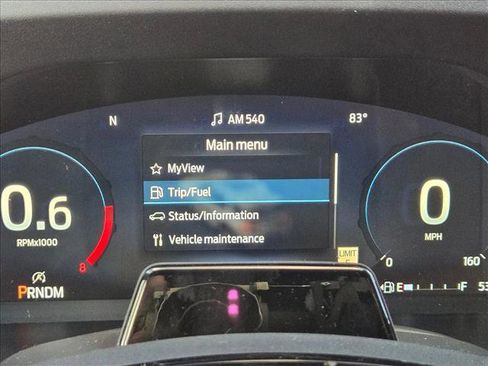 N
AM 540
83°
Main menu
MyView
Trip/Fuel
Status/Information
Vehicle maintenance
0.6
RPMx1000
8
PRNDM
0
MPH
0
160
LIMIT
E
F
53